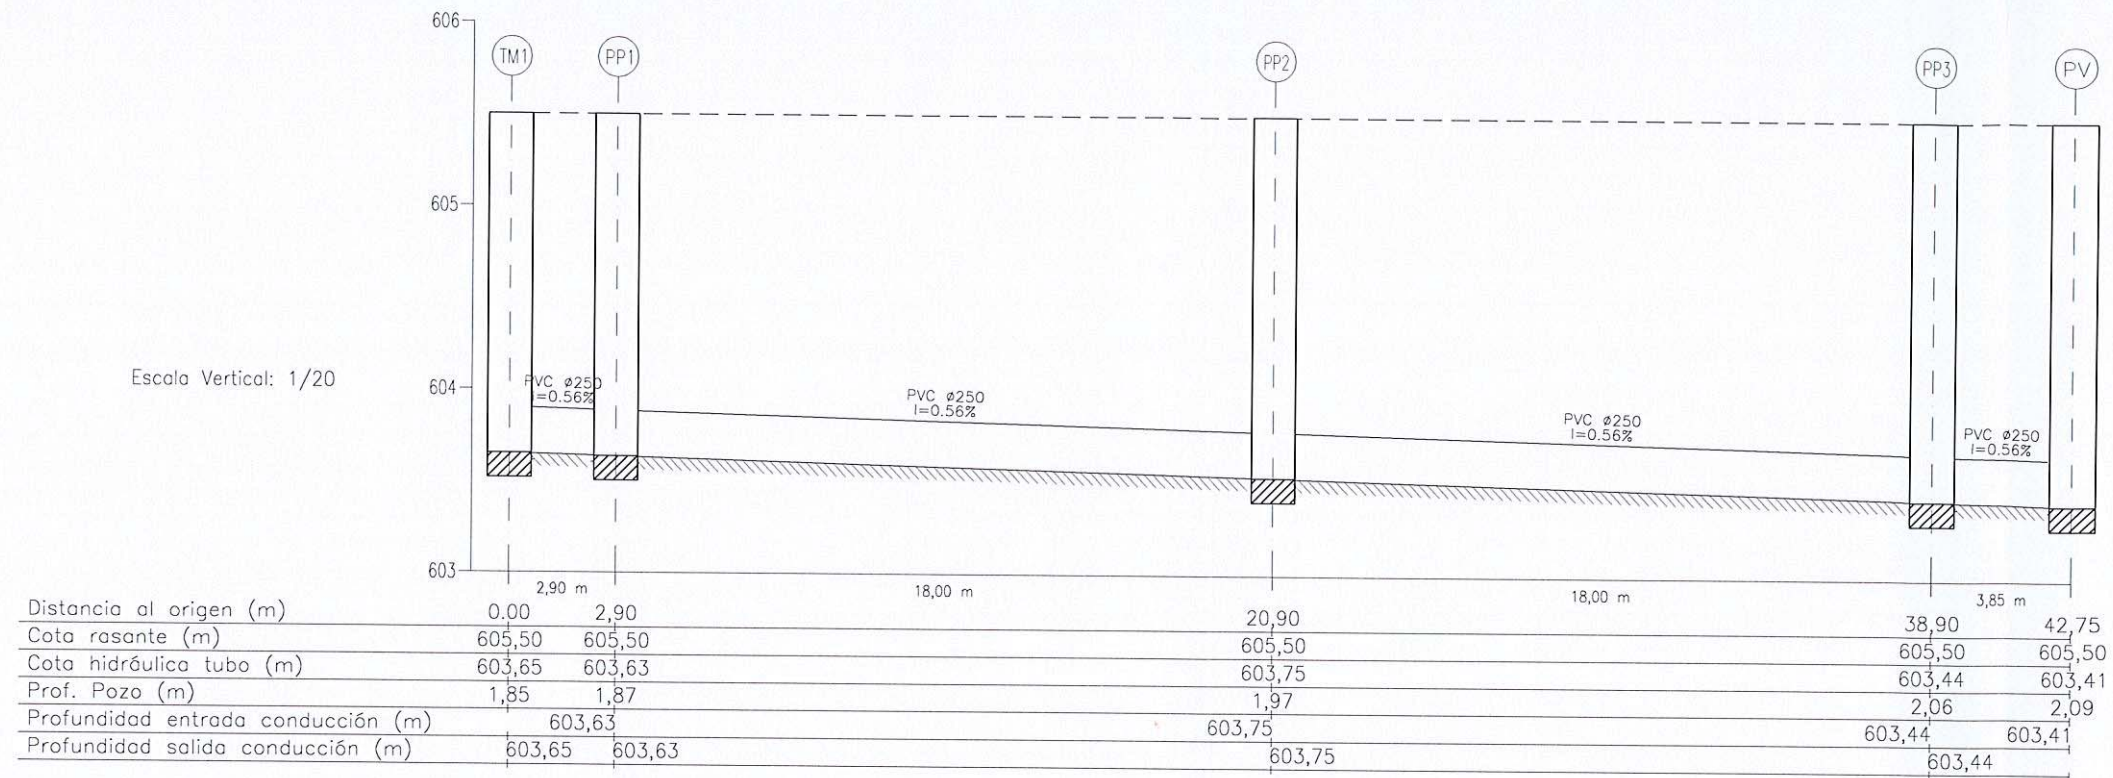 606
TM1 PP1 PP2 PP3 PV
605
Escala Vertical: 1/20
604
PVC ø250
I=0.56%
PVC ø250
I=0.56%
PVC ø250
I=0.56%
PVC ø250
I=0.56%
603
2,90 m 18,00 m 18,00 m 3,85 m
Distancia al origen (m) 0.00 2,90 20,90 38,90 42,75
Cota rasante (m) 605,50 605,50 605,50 605,50 605,50
Cota hidráulica tubo (m) 603,65 603,63 603,75 603,44 603,41
Prof. Pozo (m) 1,85 1,87 1,97 2,06 2,09
Profundidad entrada conducción (m) 603,63 603,75 603,44 603,41
Profundidad salida conducción (m) 603,65 603,63 603,75 603,44